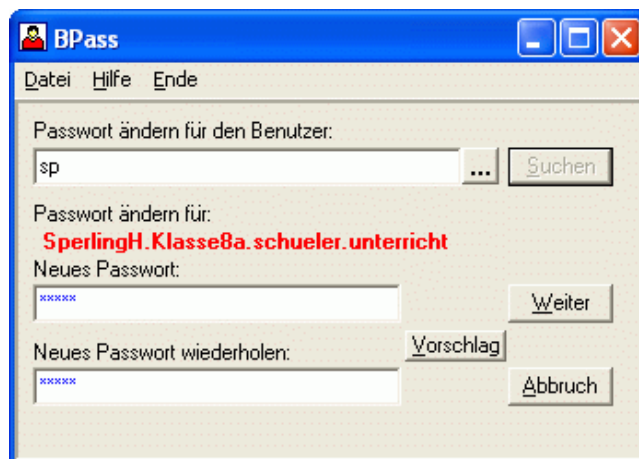 BPass
Datei Hilfe Ende
Passwort ändern für den Benutzer:
sp ... Suchen
Passwort ändern für:
SperlingH.Klasse8a.schueler.unterricht
Neues Passwort:
***** Weiter
Neues Passwort wiederholen: Vorschlag
***** Abbruch